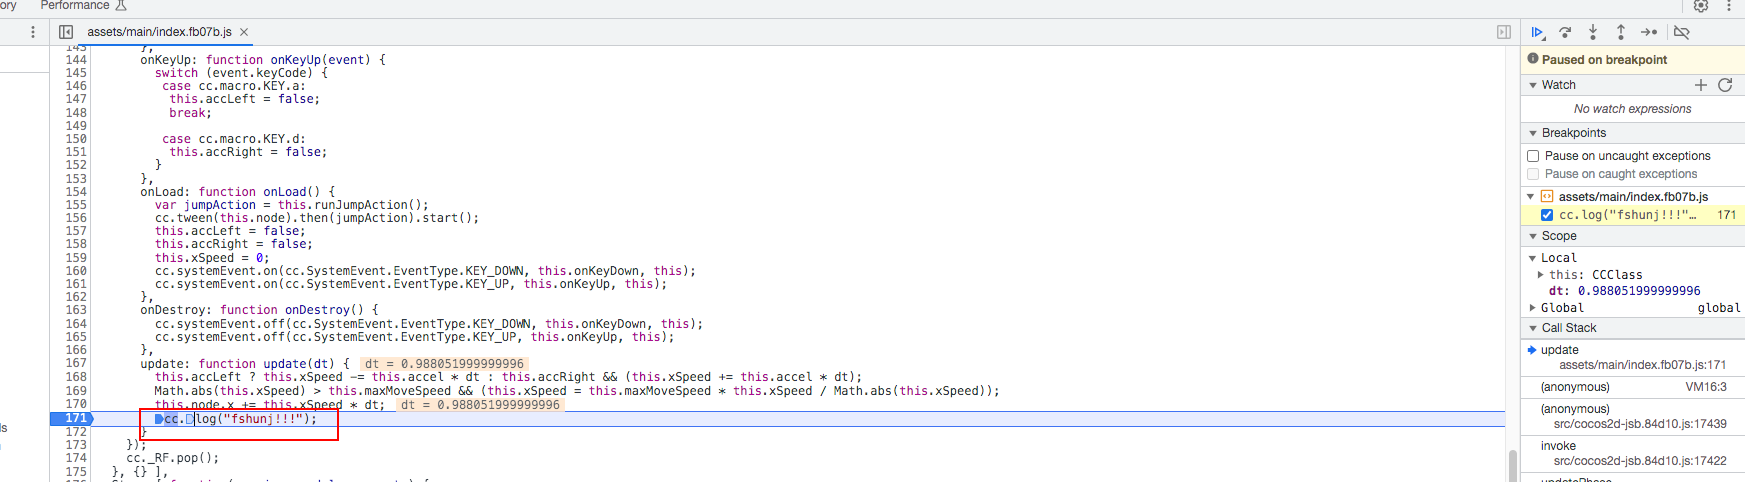 ory Performance
assets/main/index.fb07b.js ×
143 },
144 onKeyUp: function onKeyUp(event) {
145 switch (event.keyCode) {
146 case cc.macro.KEY.a:
147 this.accLeft = false;
148 break;
149
150 case cc.macro.KEY.d:
151 this.accRight = false;
152 }
153 },
154 onLoad: function onLoad() {
155 var jumpAction = this.runJumpAction();
156 cc.tween(this.node).then(jumpAction).start();
157 this.accLeft = false;
158 this.accRight = false;
159 this.xSpeed = 0;
160 cc.systemEvent.on(cc.SystemEvent.EventType.KEY_DOWN, this.onKeyDown, this);
161 cc.systemEvent.on(cc.SystemEvent.EventType.KEY_UP, this.onKeyUp, this);
162 },
163 onDestroy: function onDestroy() {
164 cc.systemEvent.off(cc.SystemEvent.EventType.KEY_DOWN, this.onKeyDown, this);
165 cc.systemEvent.off(cc.SystemEvent.EventType.KEY_UP, this.onKeyUp, this);
166 },
167 update: function update(dt) { dt = 0.988051999999996
168 this.accLeft ? this.xSpeed -= this.accel * dt : this.accRight && (this.xSpeed += this.accel * dt);
169 Math.abs(this.xSpeed) > this.maxMoveSpeed && (this.xSpeed = this.maxMoveSpeed * this.xSpeed / Math.abs(this.xSpeed));
170 this.node.x += this.xSpeed * dt; dt = 0.988051999999996
171 cc.log("fshunj!!!");
172 }
173 });
174 cc._RF.pop();
175 }, {} ],
ls
Paused on breakpoint
Watch
No watch expressions
Breakpoints
Pause on uncaught exceptions
Pause on caught exceptions
assets/main/index.fb07b.js
cc.log("fshunj!!!"… 171
Scope
Local
this: CCClass
dt: 0.988051999999996
Global global
Call Stack
update
assets/main/index.fb07b.js:171
(anonymous) VM16:3
(anonymous)
src/cocos2d-jsb.84d10.js:17439
invoke
src/cocos2d-jsb.84d10.js:17422
updatePhase